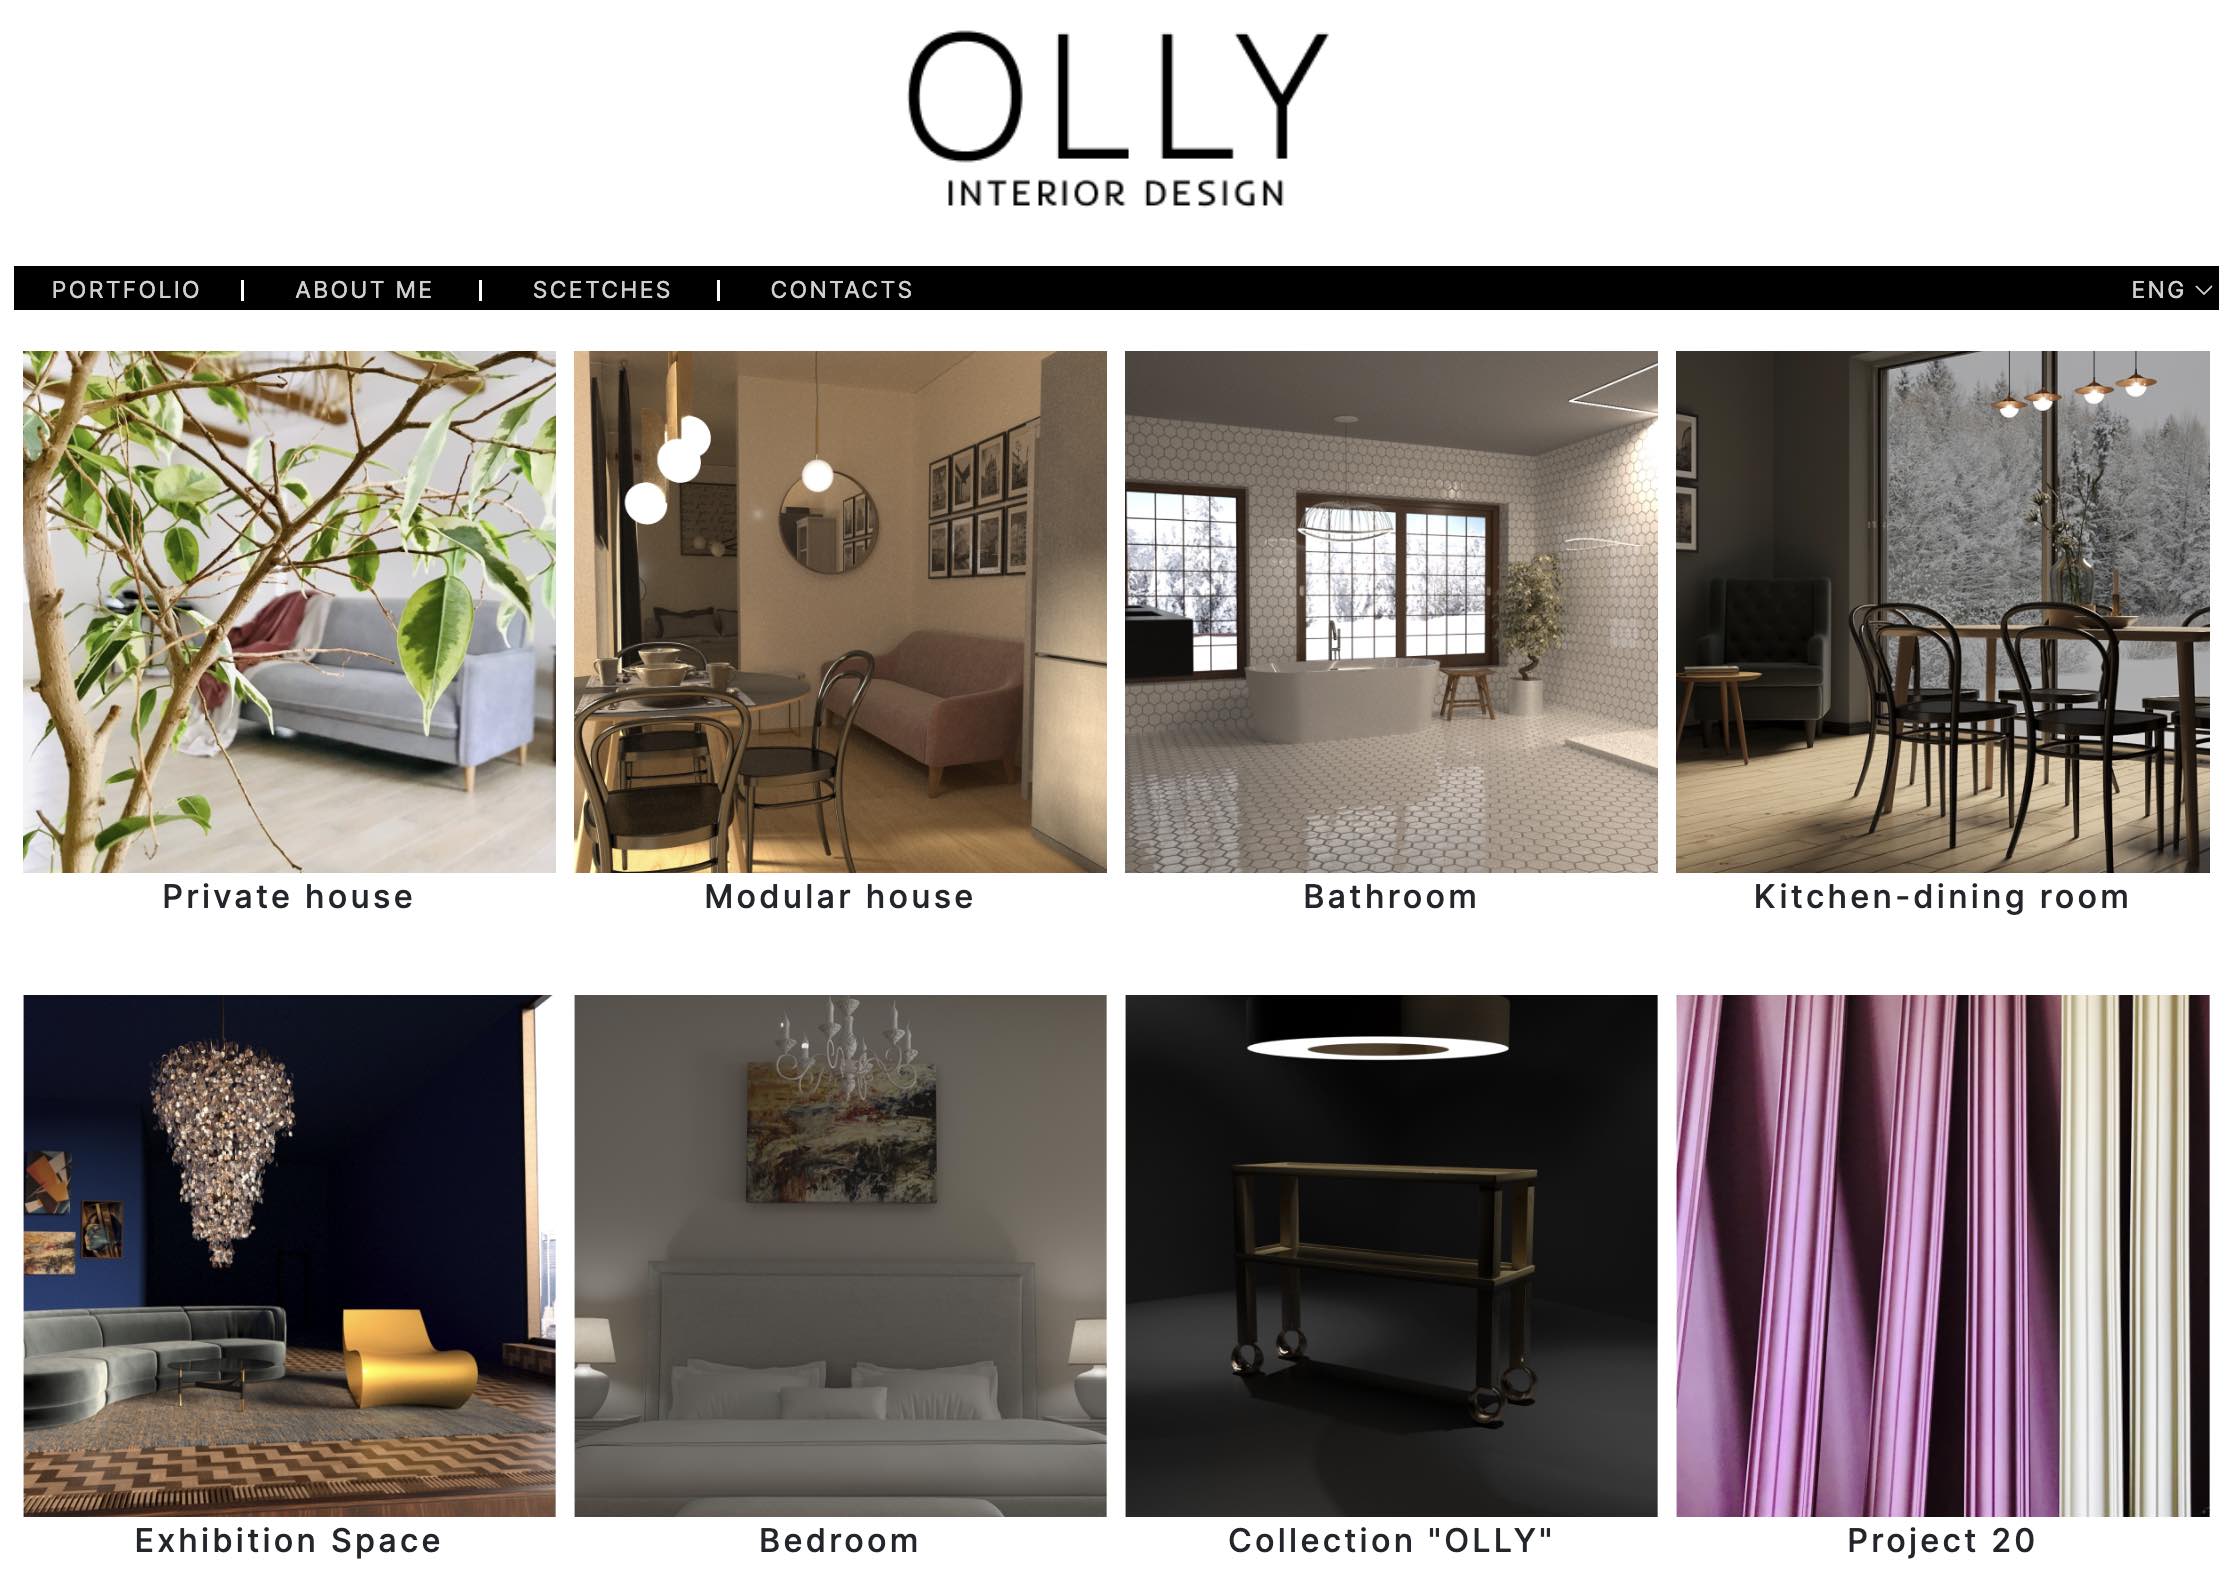 OLLY
INTERIOR DESIGN
PORTFOLIO | ABOUT ME | SCETCHES | CONTACTS ENG
Private house Modular house Bathroom Kitchen-dining room
Exhibition Space Bedroom Collection "OLLY" Project 20